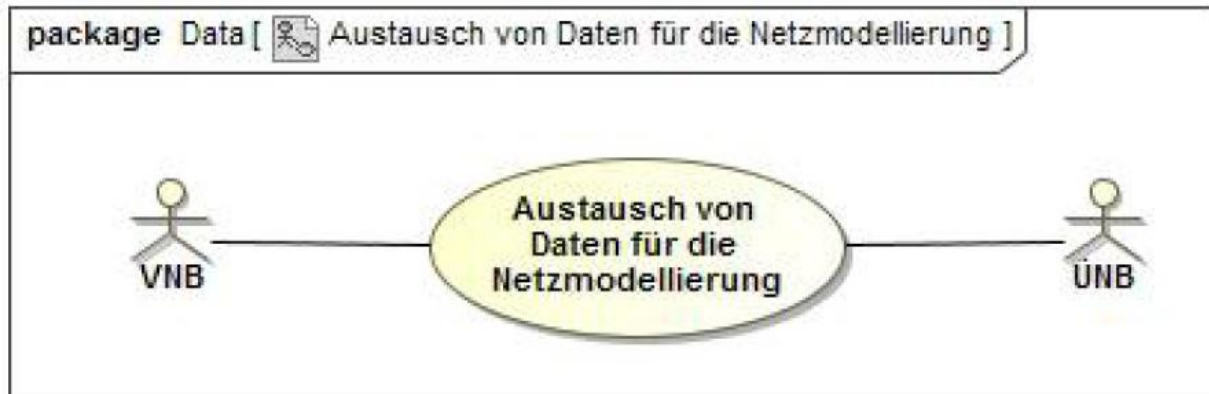 package Data [ Austausch von Daten für die Netzmodellierung ]
Austausch von
Daten für die
Netzmodellierung
VNB
ÜNB